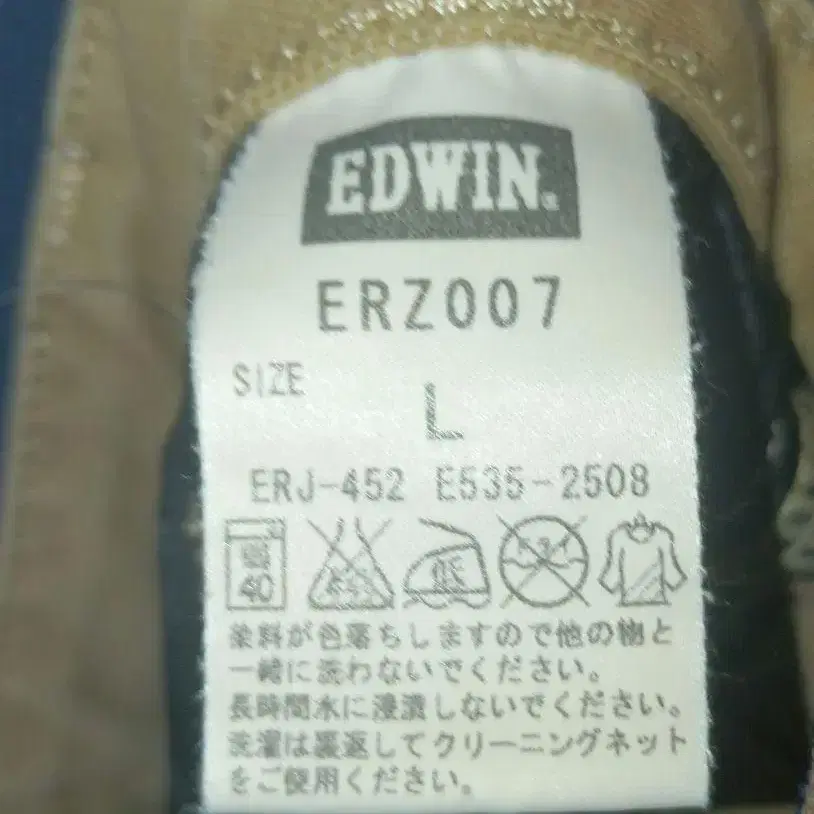 EDWIN.
ERZ007
SIZE
L
ERJ-452 E535-2508
40
染料が色落ちしますので他の物と
一緒に洗わないでください。
長時間水に浸漬しないでください。
洗濯は裏返してクリーニングネット
をご使用ください。